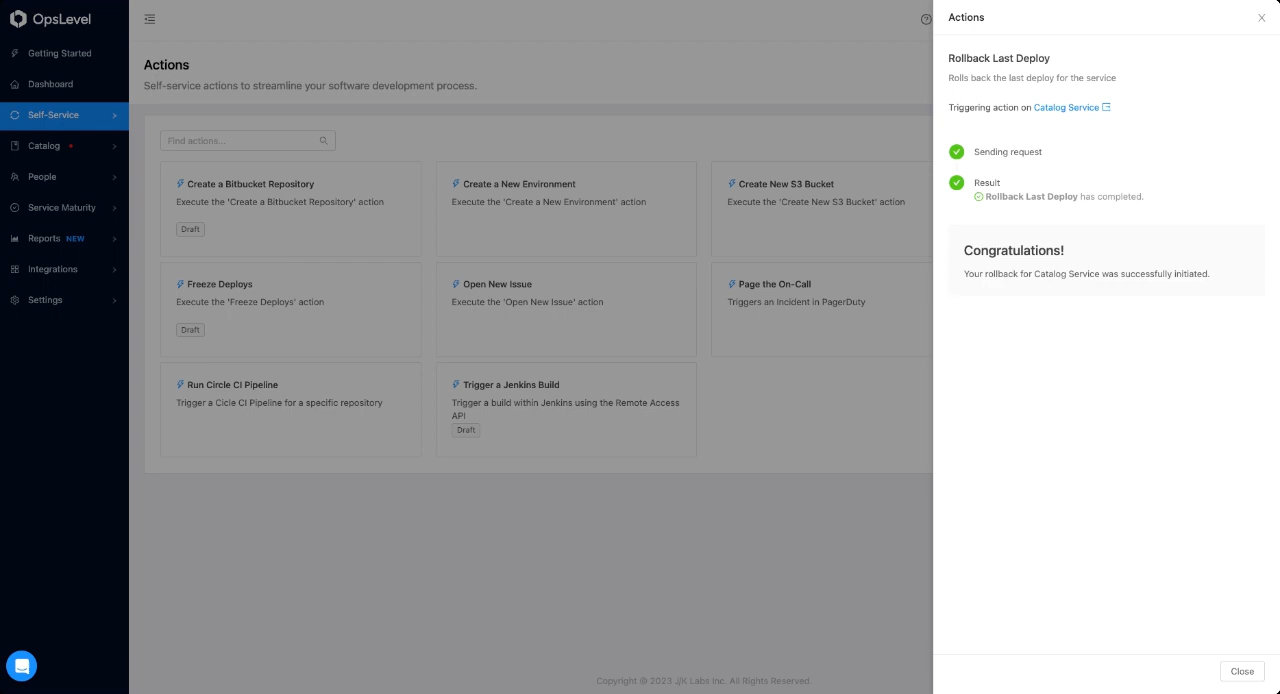 OpsLevel
Getting Started
Dashboard
Self-Service
Catalog
People
Service Maturity
Reports NEW
Integrations
Settings
Actions
Self-service actions to streamline your software development process.
Find actions...
Create a Bitbucket Repository
Execute the 'Create a Bitbucket Repository' action
Draft
Create a New Environment
Execute the 'Create a New Environment' action
Create New S3 Bucket
Execute the 'Create New S3 Bucket' action
Freeze Deploys
Execute the 'Freeze Deploys' action
Draft
Open New Issue
Execute the 'Open New Issue' action
Page the On-Call
Triggers an Incident in PagerDuty
Run Circle CI Pipeline
Trigger a Cicle CI Pipeline for a specific repository
Trigger a Jenkins Build
Trigger a build within Jenkins using the Remote Access
API
Draft
Copyright © 2023 J/K Labs Inc. All Rights Reserved.
Actions
Rollback Last Deploy
Rolls back the last deploy for the service
Triggering action on Catalog Service
Sending request
Result
Rollback Last Deploy has completed.
Congratulations!
Your rollback for Catalog Service was successfully initiated.
Close